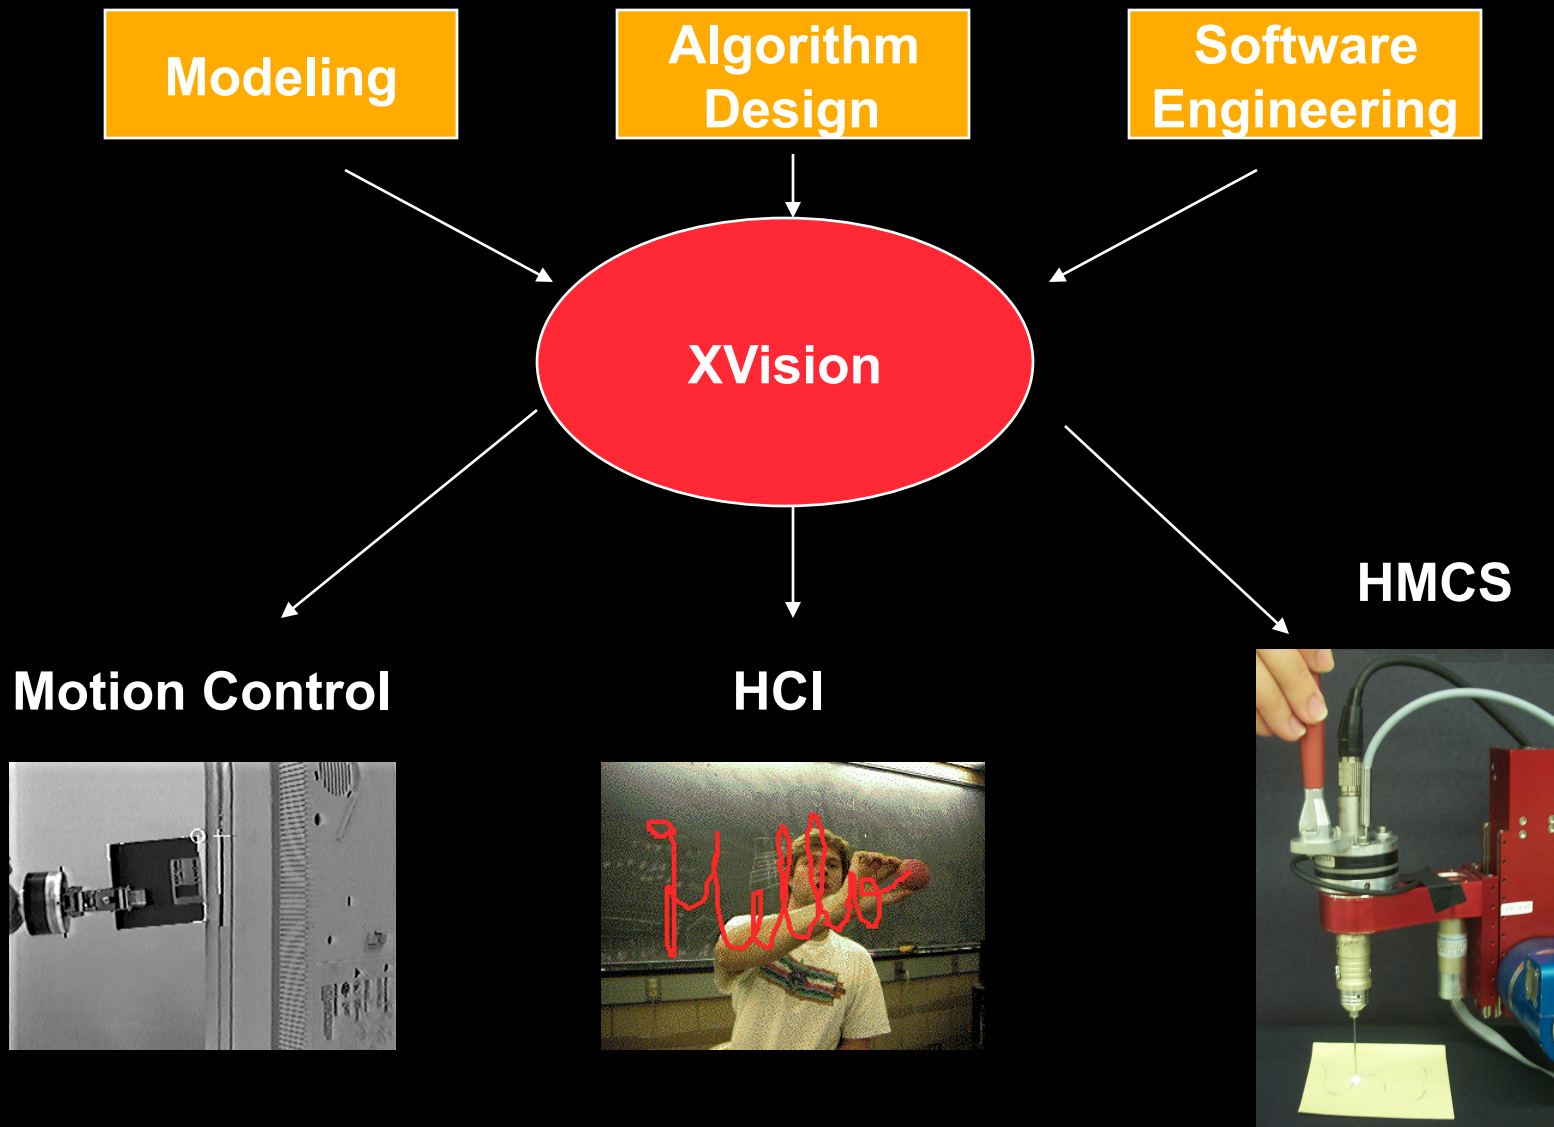 Modeling
Algorithm
Design
Software
Engineering
XVision
HMCS
Motion Control
HCI
Hello